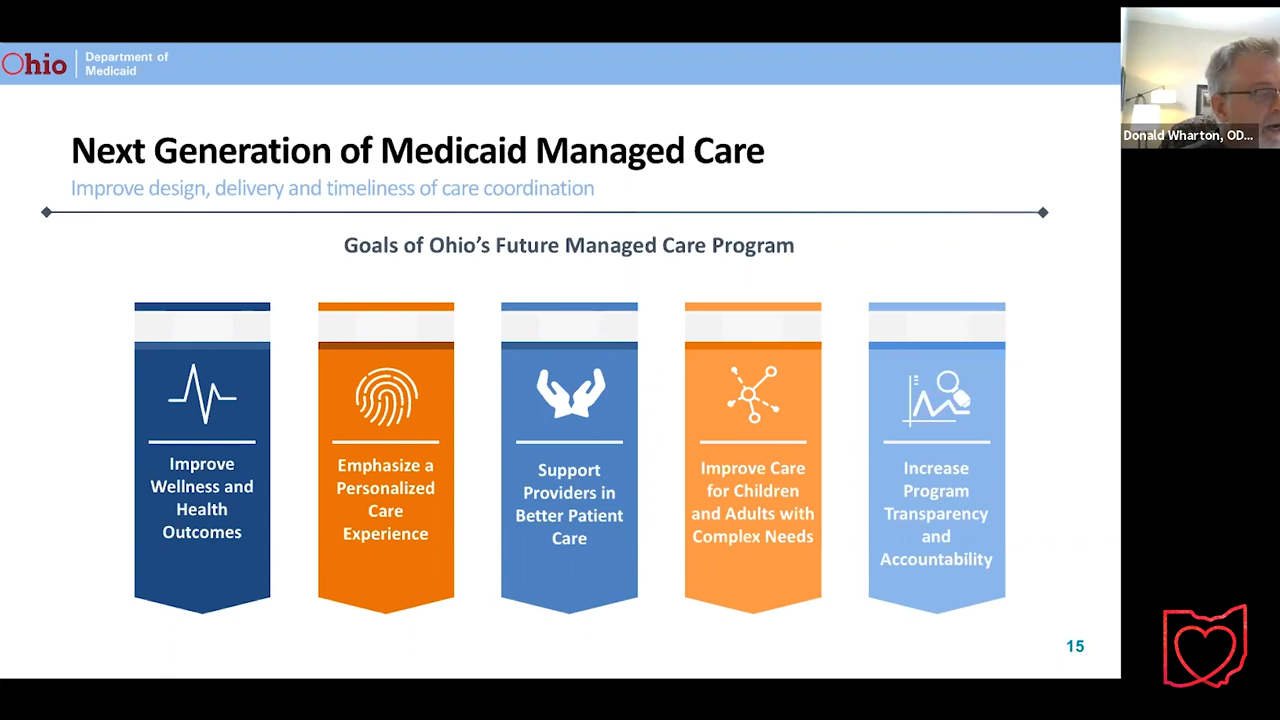 Ohio
Department of
Medicaid
Donald Wharton, OD...
Next Generation of Medicaid Managed Care
Improve design, delivery and timeliness of care coordination
Goals of Ohio's Future Managed Care Program
Improve
Wellness and
Health
Outcomes
Emphasize a
Personalized
Care
Experience
Support
Providers in
Better Patient
Care
Improve Care
for Children
and Adults with
Complex Needs
Increase
Program
Transparency
and
Accountability
15